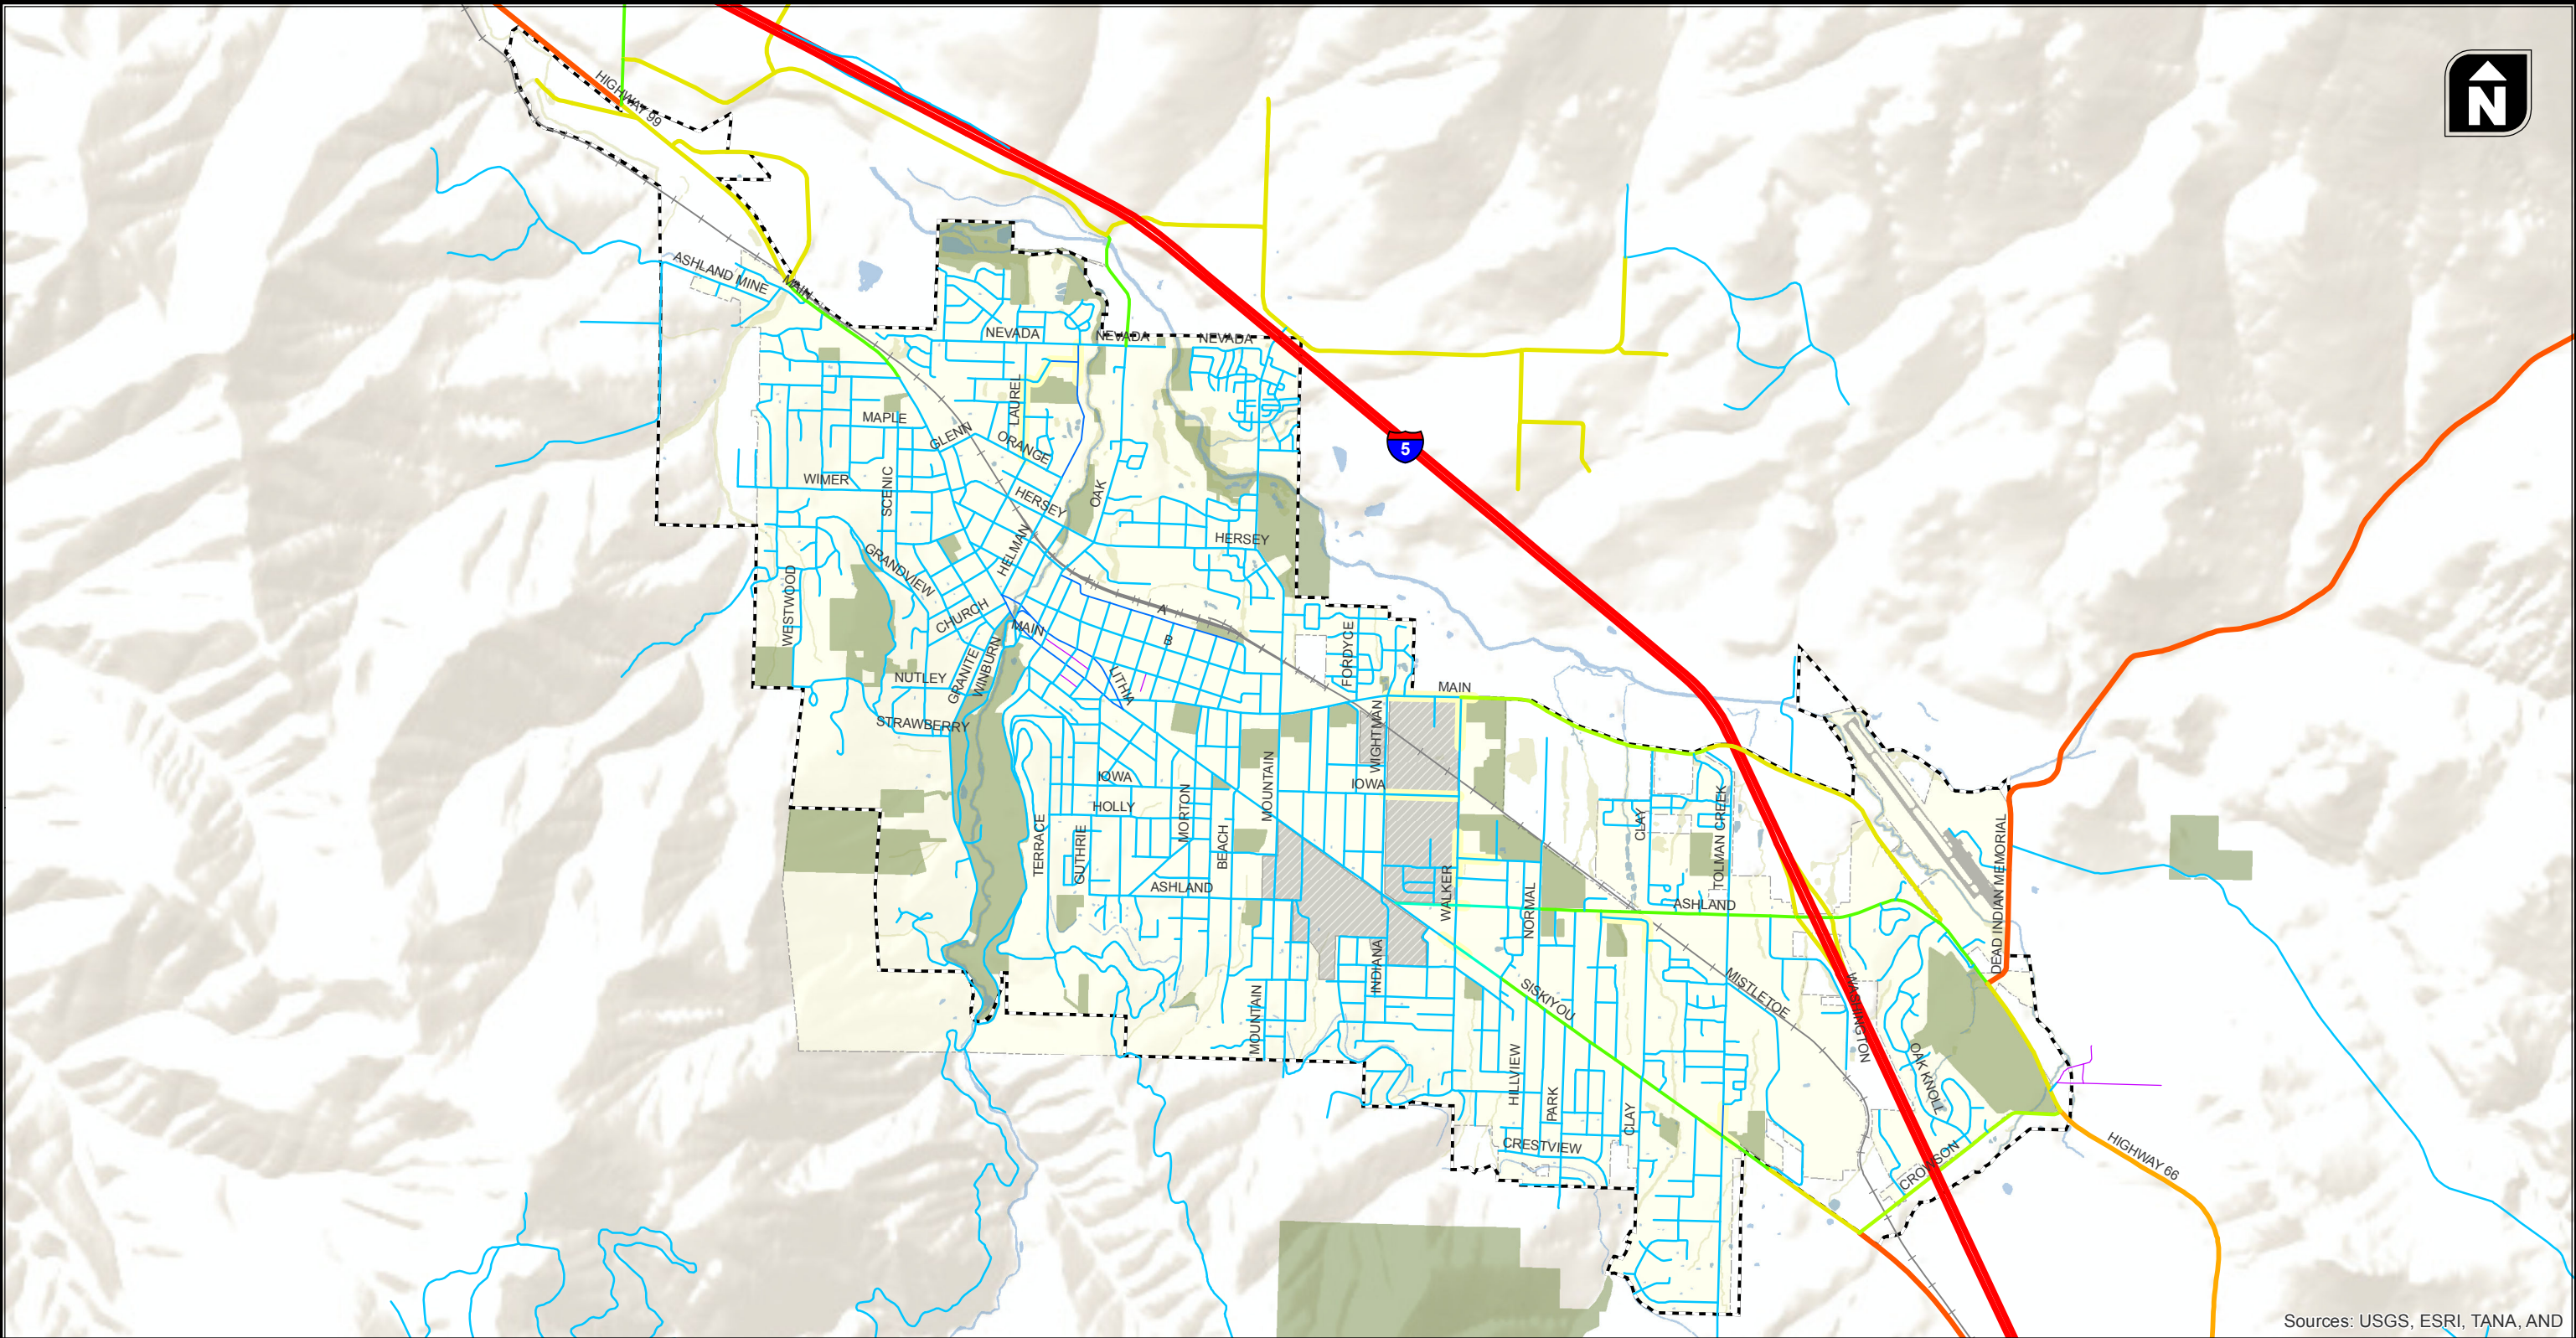 N
HIGHWAY 99
ASHLAND MINE
MAIN
NEVADA
NEVADA
NEVADA
LAUREL
MAPLE
GLENN
ORANGE
5
WIMER
SCENIC
HERSEY
OAK
HERSEY
HELMAN
GRANDVIEW
WESTWOOD
CHURCH
MAIN
A
B
FORDYCE
GRANITE
WINBURN
NUTLEY
LITHIA
MAIN
STRAWBERRY
WIGHTMAN
MOUNTAIN
IOWA
IOWA
HOLLY
MORTON
TERRACE
GUTHRIE
BEACH
CLAY
TOLMAN CREEK
DEAD INDIAN MEMORIAL
ASHLAND
WALKER
NORMAL
ASHLAND
INDIANA
MOUNTAIN
SISKIYOU
MISTLETOE
WASHINGTON
HILLVIEW
PARK
CLAY
OAK KNOLL
CRESTVIEW
CROWSON
HIGHWAY 66
Sources: USGS, ESRI, TANA, AND